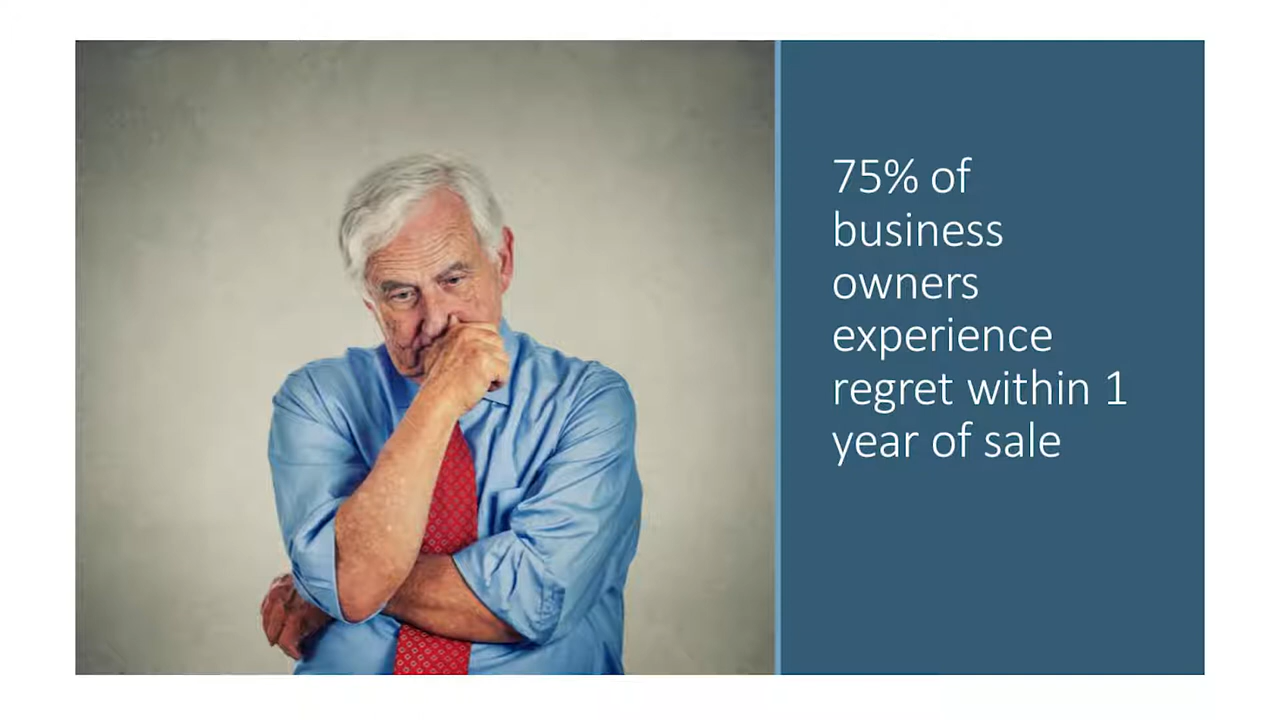 75% of
business
owners
experience
regret within 1
year of sale